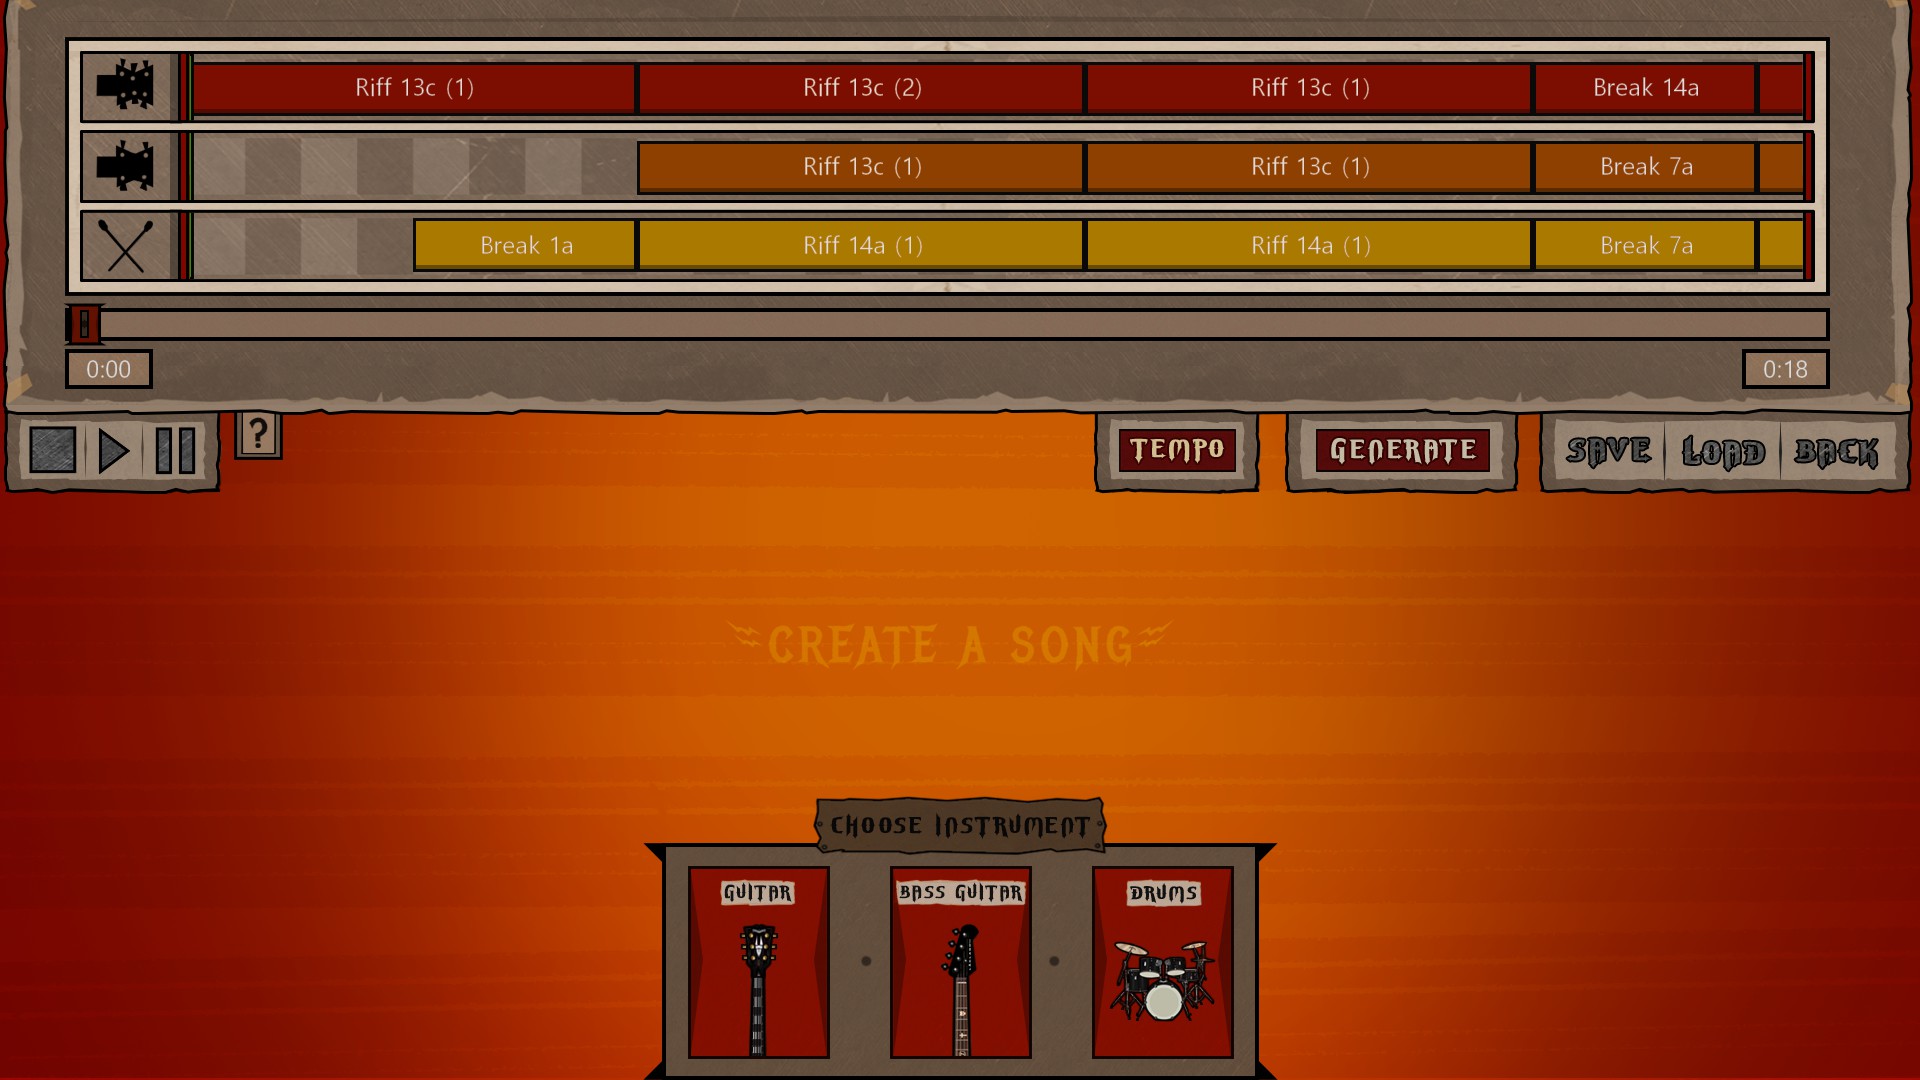 Riff 13c (1) Riff 13c (2) Riff 13c (1) Break 14a
Riff 13c (1) Riff 13c (1) Break 7a
Break 1a Riff 14a (1) Riff 14a (1) Break 7a
0:00 0:18
?
TEMPO GENERATE SAVE LOAD BACK
CREATE A SONG
CHOOSE INSTRUMENT
GUITAR BASS GUITAR DRUMS